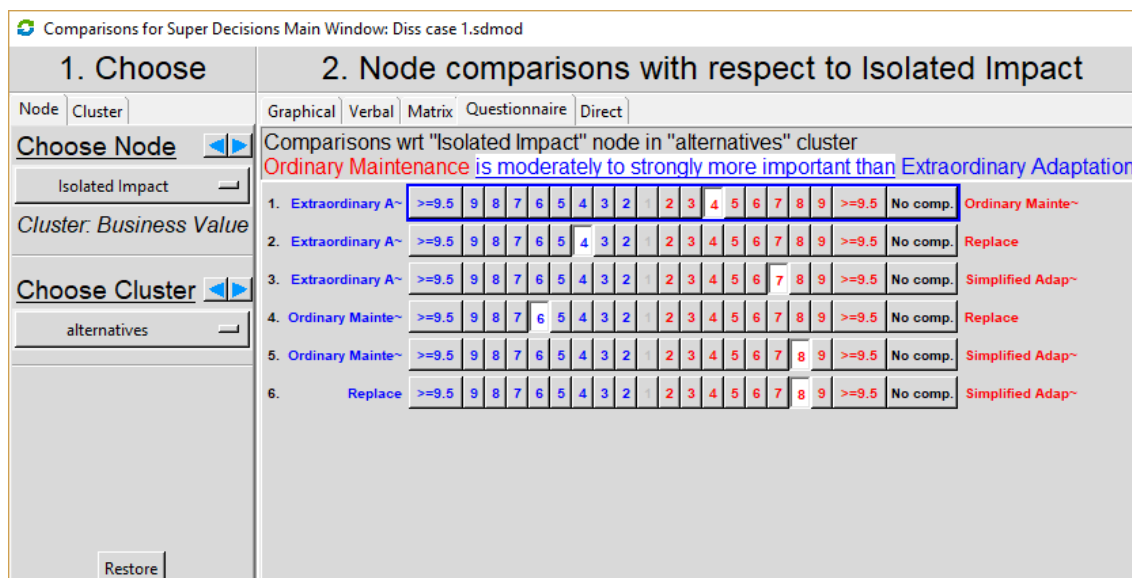 Comparisons for Super Decisions Main Window: Diss case 1.sdmod
1. Choose
2. Node comparisons with respect to Isolated Impact
Node Cluster
Graphical Verbal Matrix Questionnaire Direct
Choose Node
Isolated Impact
Cluster: Business Value
Choose Cluster
alternatives
Restore
Comparisons wrt "Isolated Impact" node in "alternatives" cluster
Ordinary Maintenance is moderately to strongly more important than Extraordinary Adaptation
1. Extraordinary A~ >=9.5 9 8 7 6 5 4 3 2 1 2 3 4 5 6 7 8 9 >=9.5 No comp. Ordinary Mainte~
2. Extraordinary A~ >=9.5 9 8 7 6 5 4 3 2 1 2 3 4 5 6 7 8 9 >=9.5 No comp. Replace
3. Extraordinary A~ >=9.5 9 8 7 6 5 4 3 2 1 2 3 4 5 6 7 8 9 >=9.5 No comp. Simplified Adap~
4. Ordinary Mainte~ >=9.5 9 8 7 6 5 4 3 2 1 2 3 4 5 6 7 8 9 >=9.5 No comp. Replace
5. Ordinary Mainte~ >=9.5 9 8 7 6 5 4 3 2 1 2 3 4 5 6 7 8 9 >=9.5 No comp. Simplified Adap~
6. Replace >=9.5 9 8 7 6 5 4 3 2 1 2 3 4 5 6 7 8 9 >=9.5 No comp. Simplified Adap~